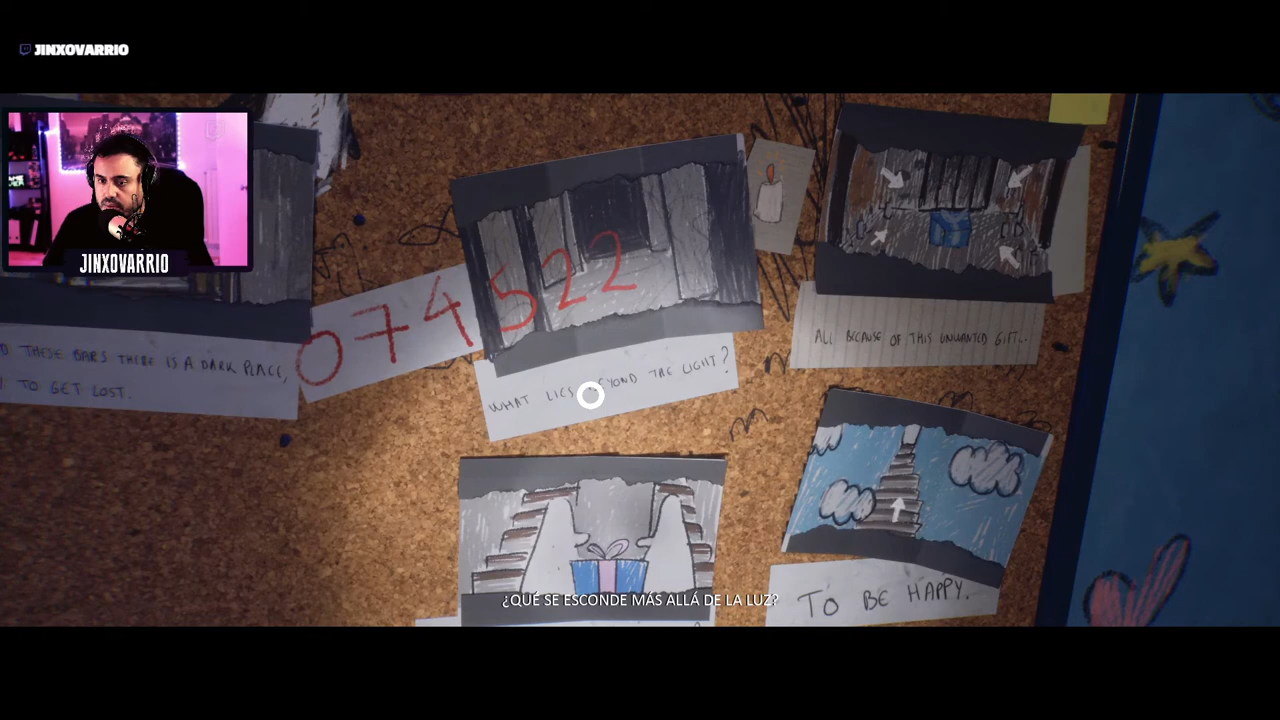 JINXOVARRIO
JINXOVARRIO
THESE BARS THERE IS A DARK PLACE,
TO GET LOST.
074522
WHAT LIES THE LIGHT?
ALL BECAUSE OF THIS UNWANTED GIFT..
TO BE HAPPY.
¿QUÉ SE ESCONDE MÁS ALLÁ DE LA LUZ?